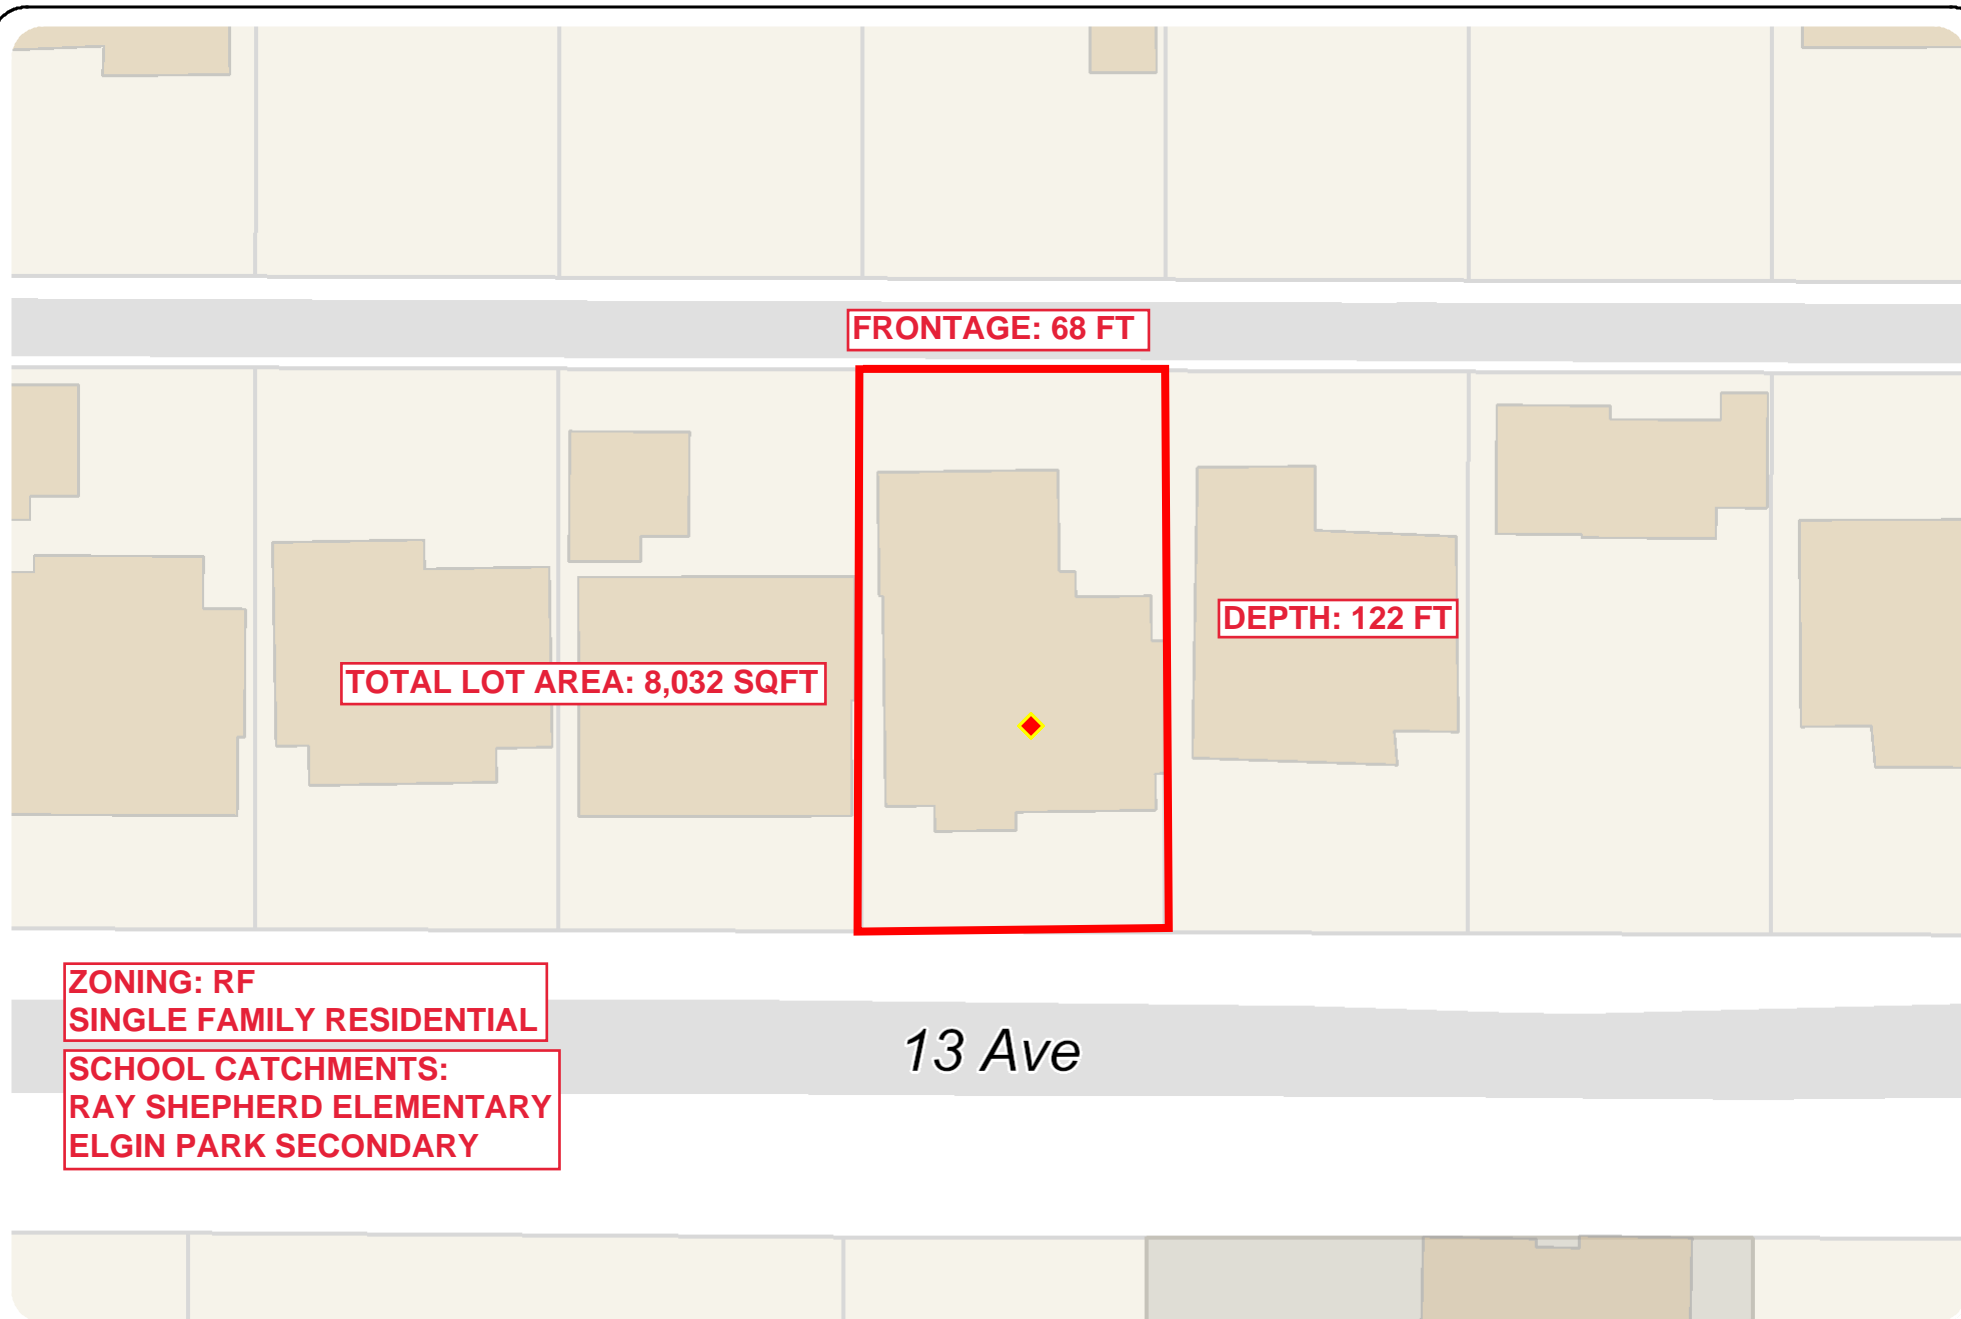 FRONTAGE: 68 FT
DEPTH: 122 FT
TOTAL LOT AREA: 8,032 SQFT
ZONING: RF
SINGLE FAMILY RESIDENTIAL
13 Ave
SCHOOL CATCHMENTS:
RAY SHEPHERD ELEMENTARY
ELGIN PARK SECONDARY